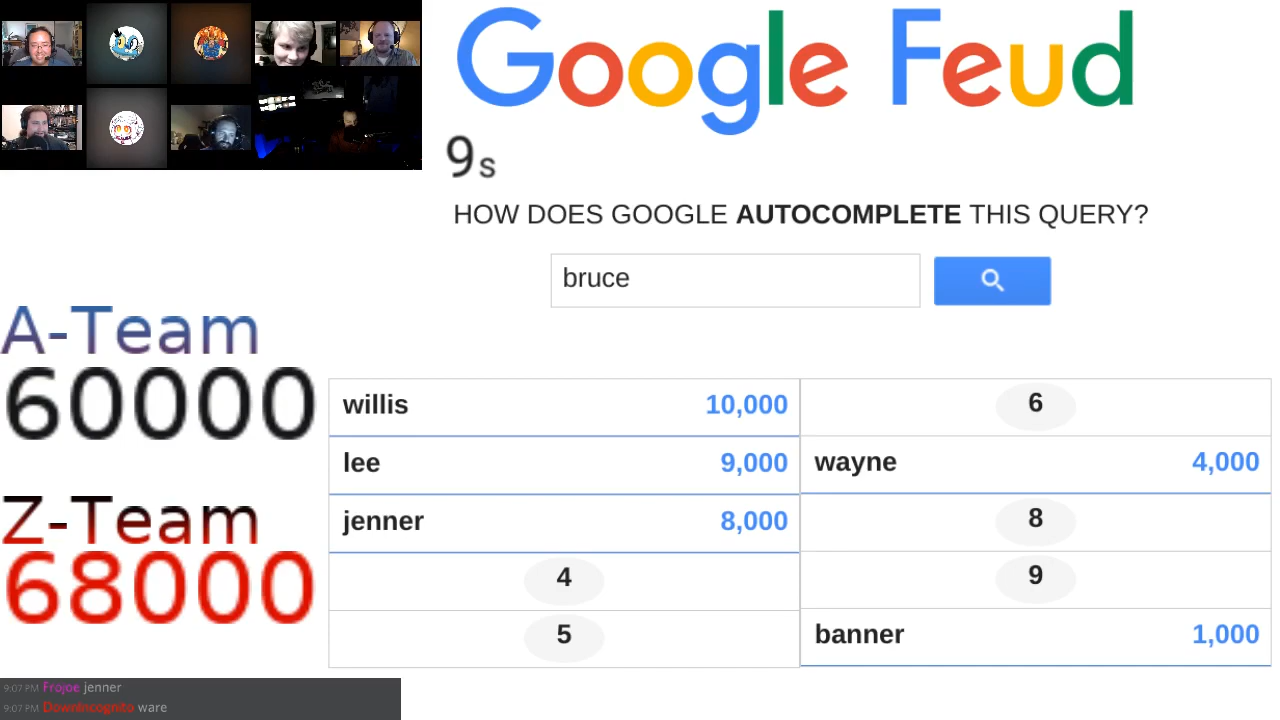 Google Feud
9s
HOW DOES GOOGLE AUTOCOMPLETE THIS QUERY?
bruce
A-Team
60000
Z-Team
68000
willis 10,000
lee 9,000
jenner 8,000
4
5
6
wayne 4,000
8
9
banner 1,000
9:07 PM Frojoe jenner
9:07 PM DownIncognito ware